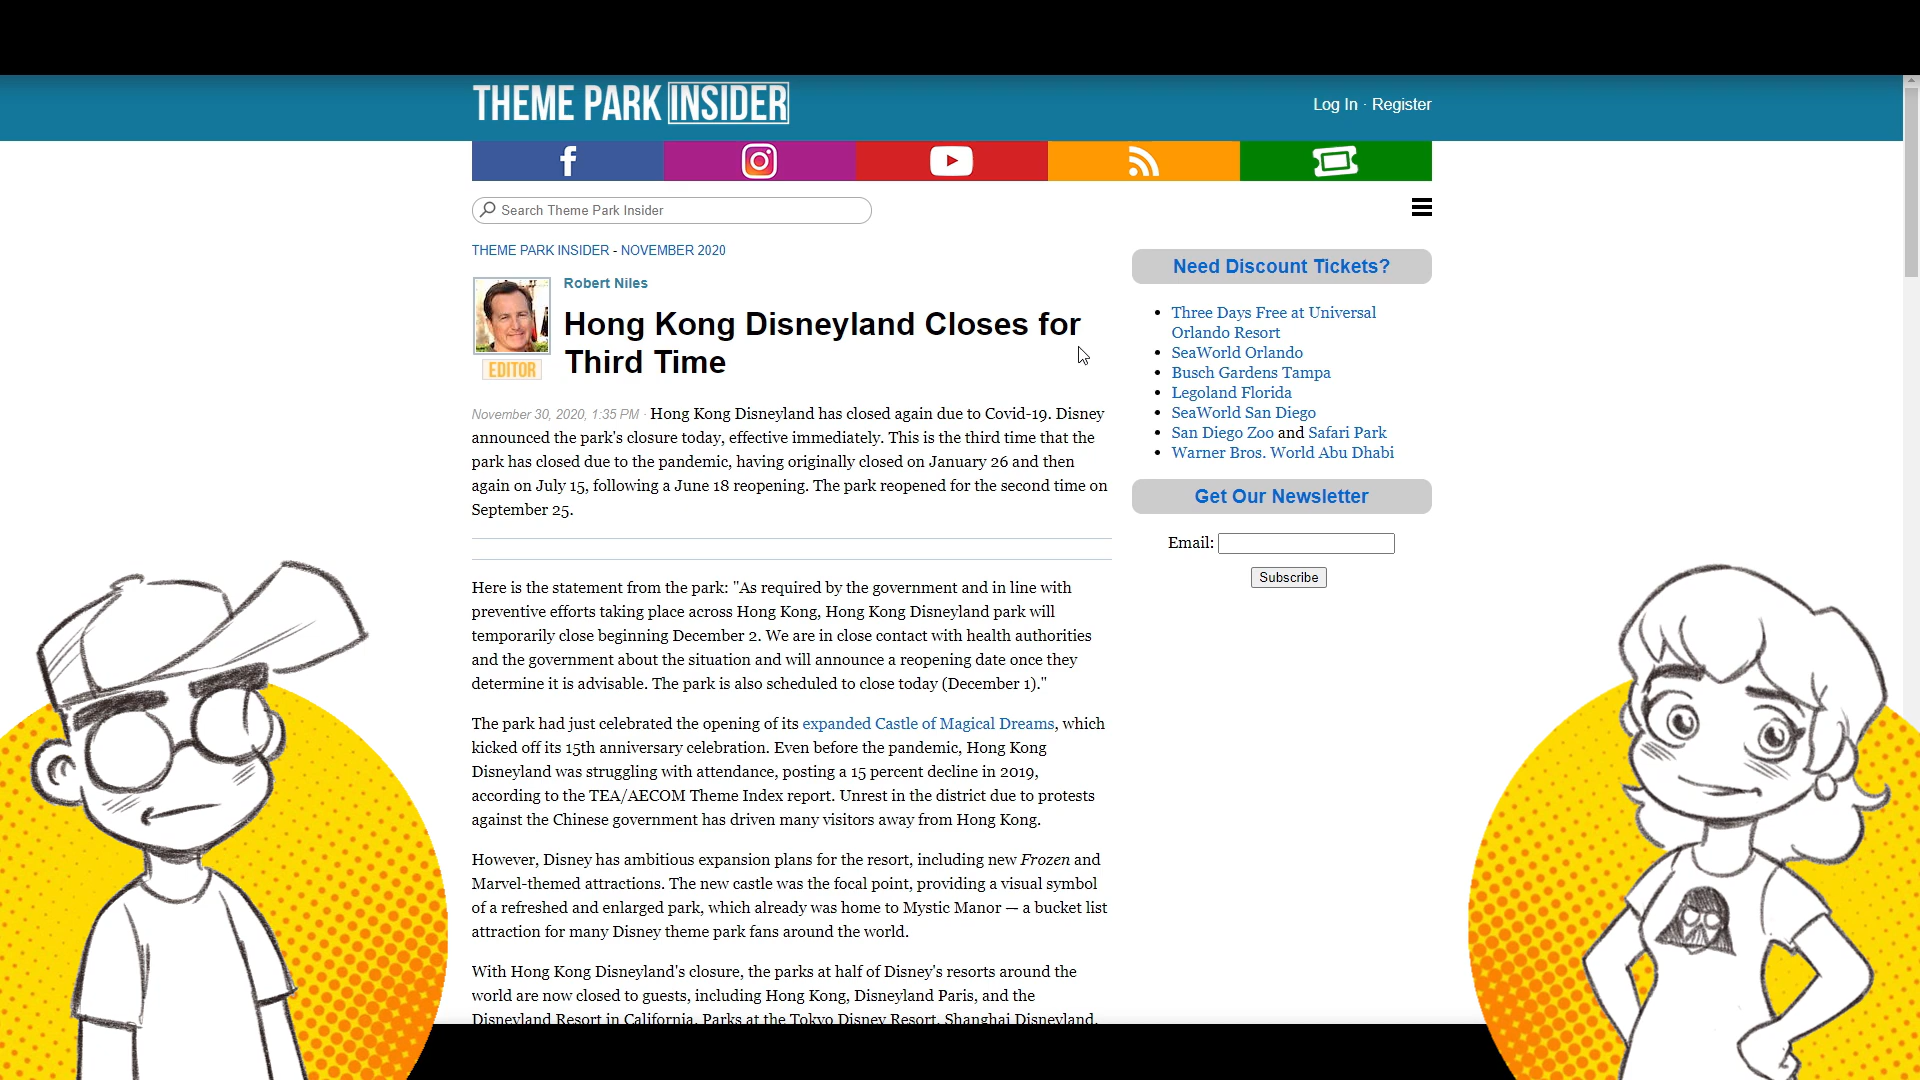 THEME PARK INSIDER
Log In · Register
Search Theme Park Insider
THEME PARK INSIDER - NOVEMBER 2020
Robert Niles
Hong Kong Disneyland Closes for
Third Time
EDITOR
November 30, 2020, 1:35 PM · Hong Kong Disneyland has closed again due to Covid-19. Disney
announced the park's closure today, effective immediately. This is the third time that the
park has closed due to the pandemic, having originally closed on January 26 and then
again on July 15, following a June 18 reopening. The park reopened for the second time on
September 25.
Here is the statement from the park: "As required by the government and in line with
preventive efforts taking place across Hong Kong, Hong Kong Disneyland park will
temporarily close beginning December 2. We are in close contact with health authorities
and the government about the situation and will announce a reopening date once they
determine it is advisable. The park is also scheduled to close today (December 1)."
The park had just celebrated the opening of its expanded Castle of Magical Dreams, which
kicked off its 15th anniversary celebration. Even before the pandemic, Hong Kong
Disneyland was struggling with attendance, posting a 15 percent decline in 2019,
according to the TEA/AECOM Theme Index report. Unrest in the district due to protests
against the Chinese government has driven many visitors away from Hong Kong.
However, Disney has ambitious expansion plans for the resort, including new Frozen and
Marvel-themed attractions. The new castle was the focal point, providing a visual symbol
of a refreshed and enlarged park, which already was home to Mystic Manor — a bucket list
attraction for many Disney theme park fans around the world.
With Hong Kong Disneyland's closure, the parks at half of Disney's resorts around the
world are now closed to guests, including Hong Kong, Disneyland Paris, and the
Disneyland Resort in California. Parks at the Tokyo Disney Resort, Shanghai Disneyland,
Need Discount Tickets?
Three Days Free at Universal
Orlando Resort
SeaWorld Orlando
Busch Gardens Tampa
Legoland Florida
SeaWorld San Diego
San Diego Zoo and Safari Park
Warner Bros. World Abu Dhabi
Get Our Newsletter
Email:
Subscribe